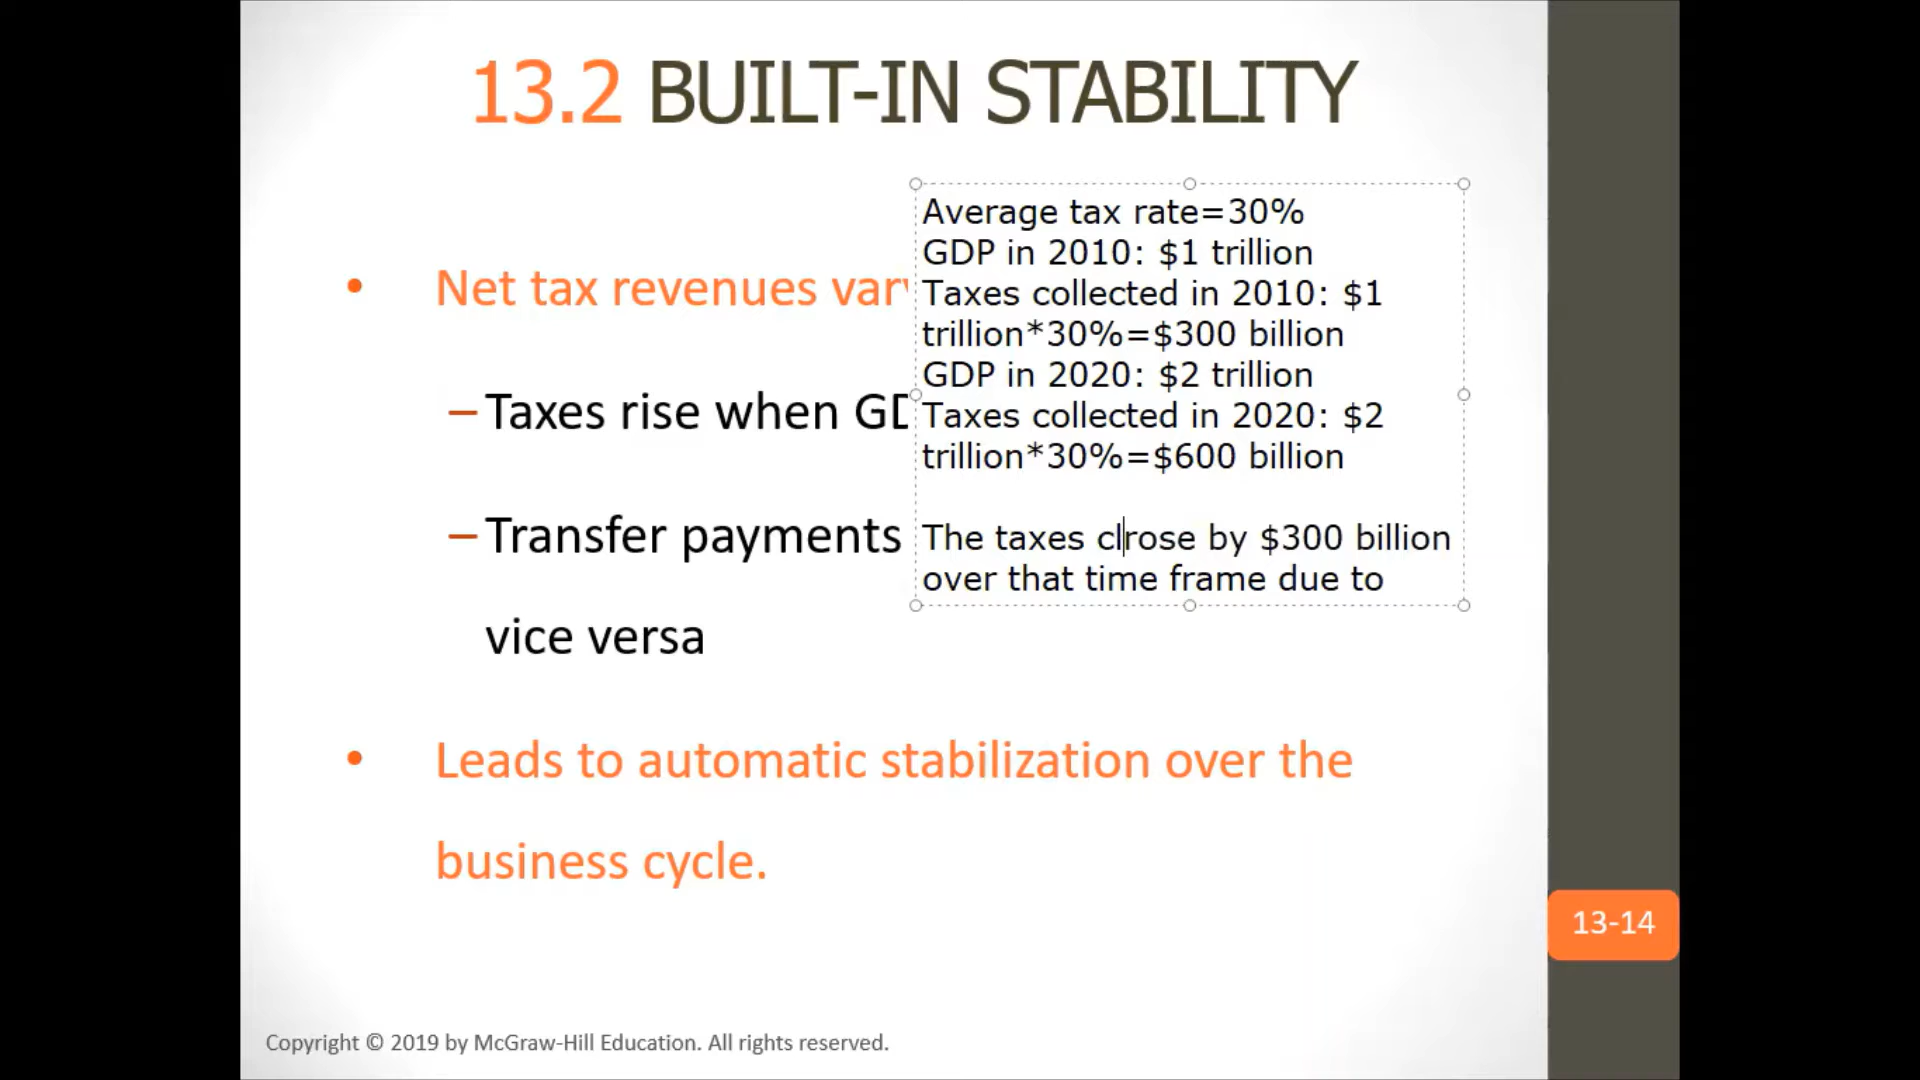 13.2 BUILT-IN STABILITY
• Net tax revenues vary
–Taxes rise when GD
–Transfer payments
vice versa
• Leads to automatic stabilization over the
business cycle.
Average tax rate=30%
GDP in 2010: $1 trillion
Taxes collected in 2010: $1
trillion*30%=$300 billion
GDP in 2020: $2 trillion
Taxes collected in 2020: $2
trillion*30%=$600 billion
The taxes clrose by $300 billion
over that time frame due to
13-14
Copyright © 2019 by McGraw-Hill Education. All rights reserved.